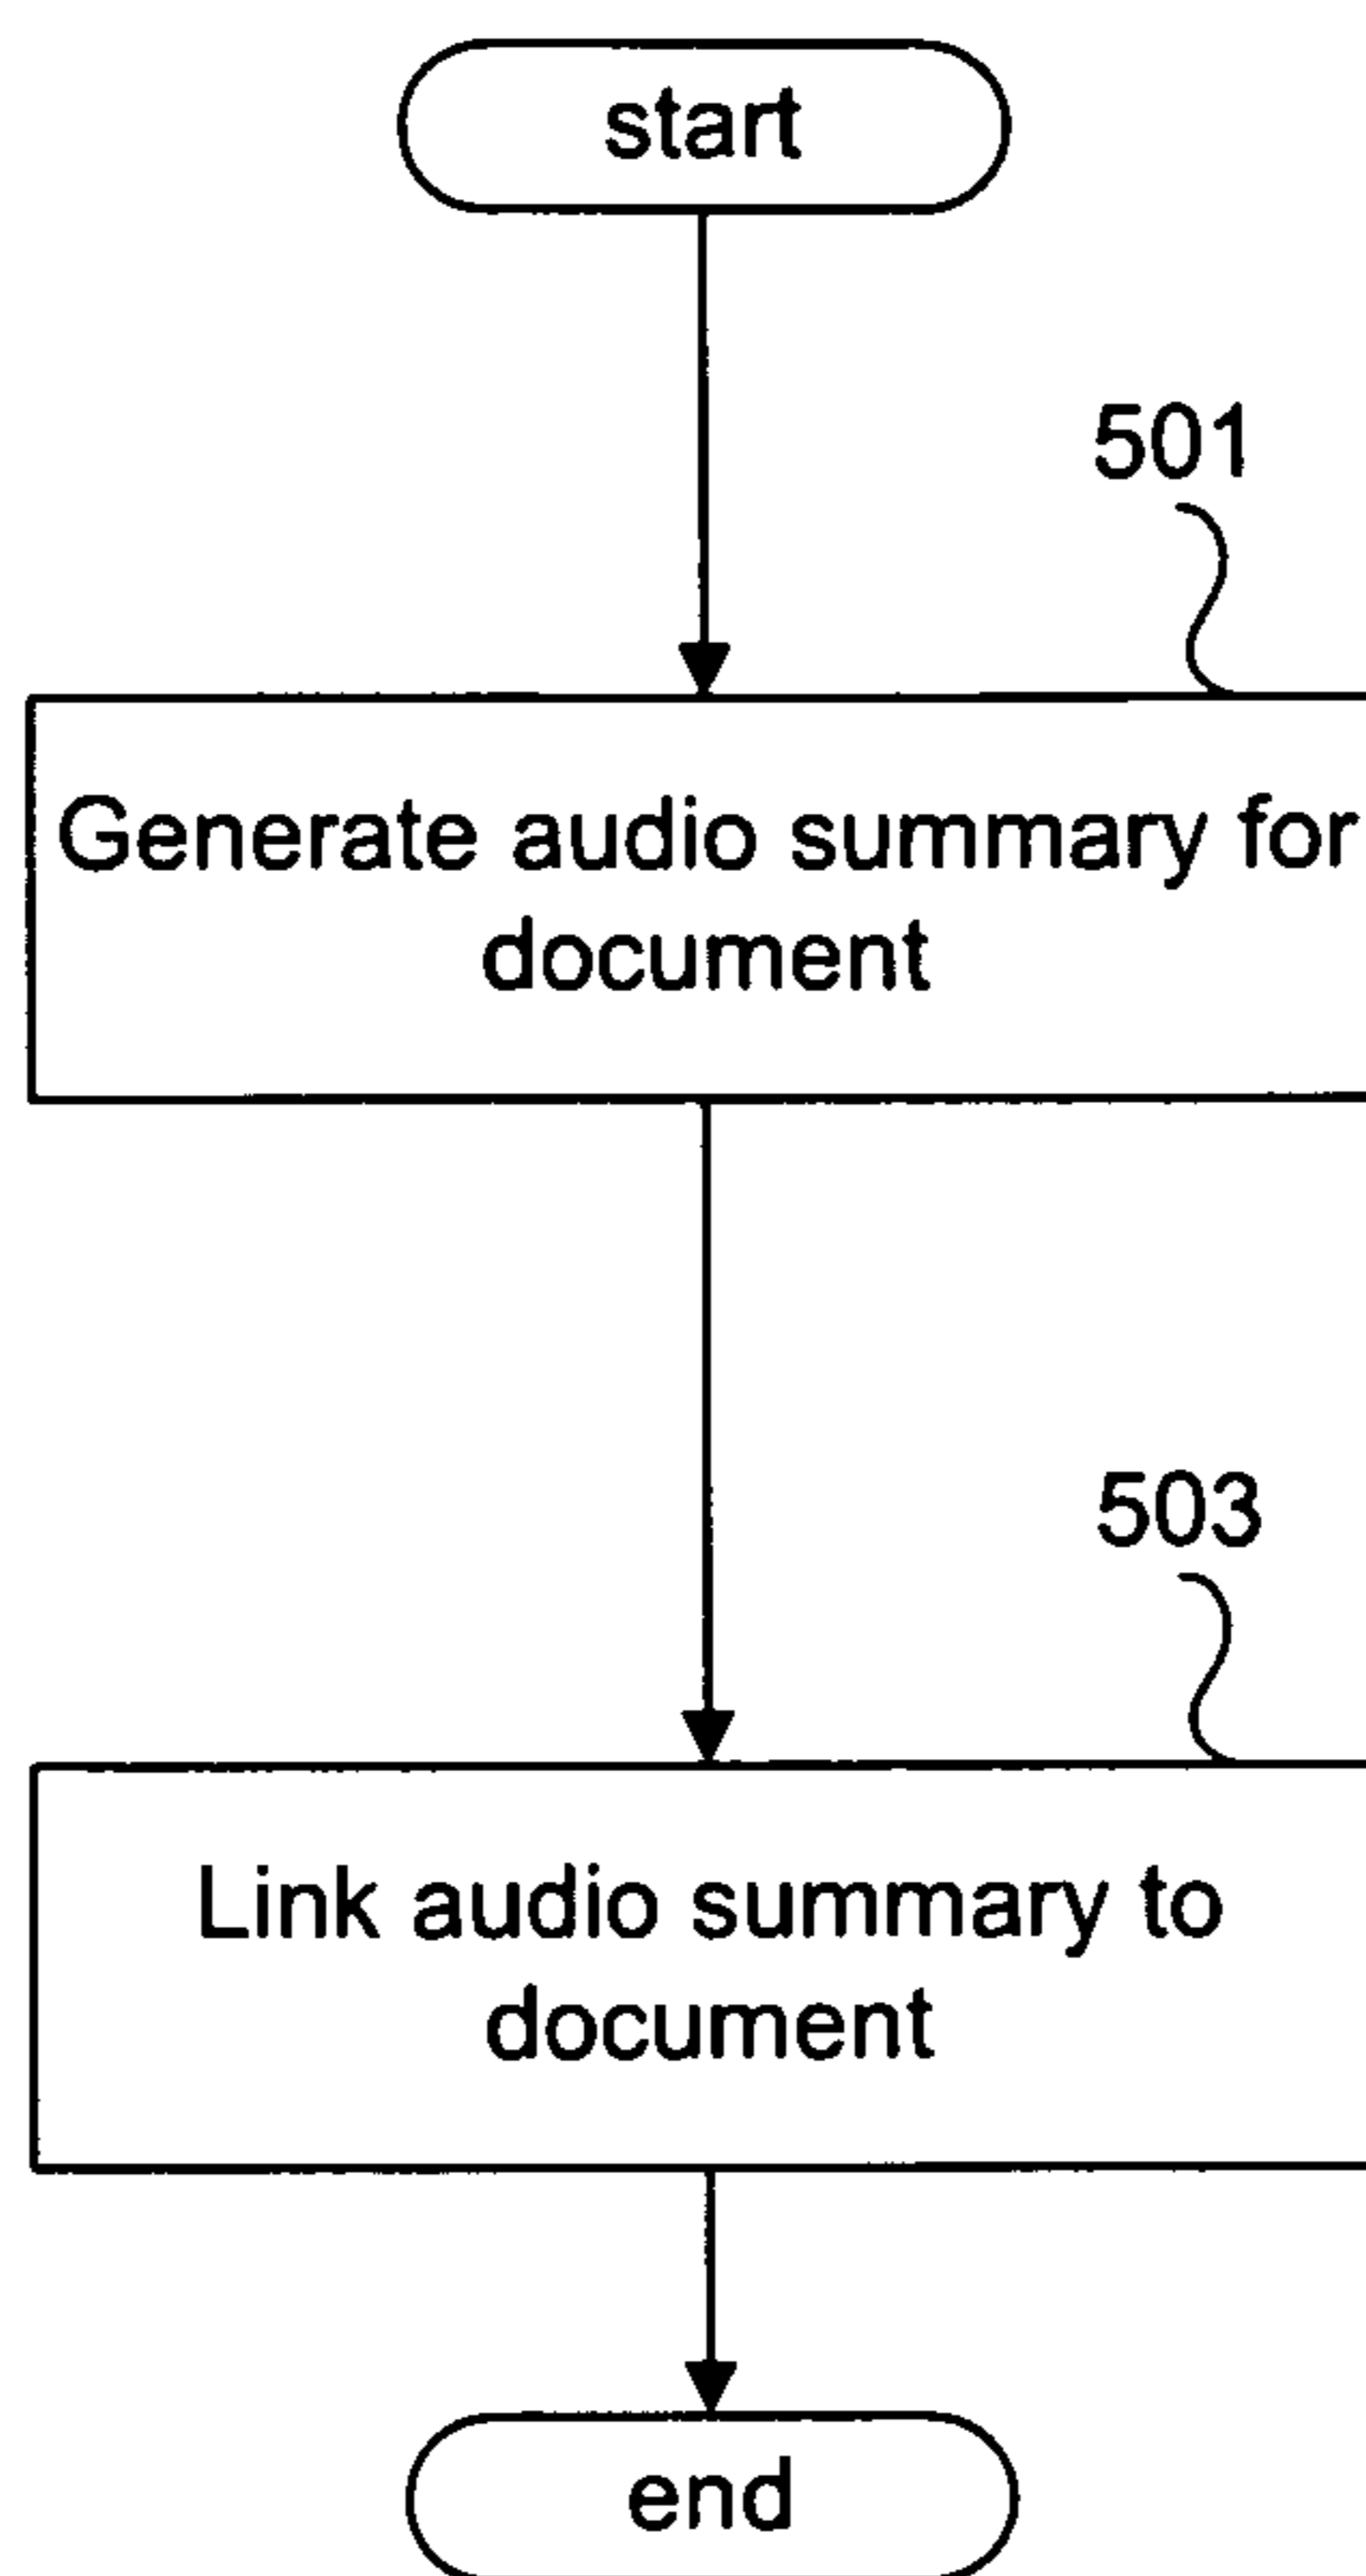 start
501
Generate audio summary for
document
503
Link audio summary to
document
end